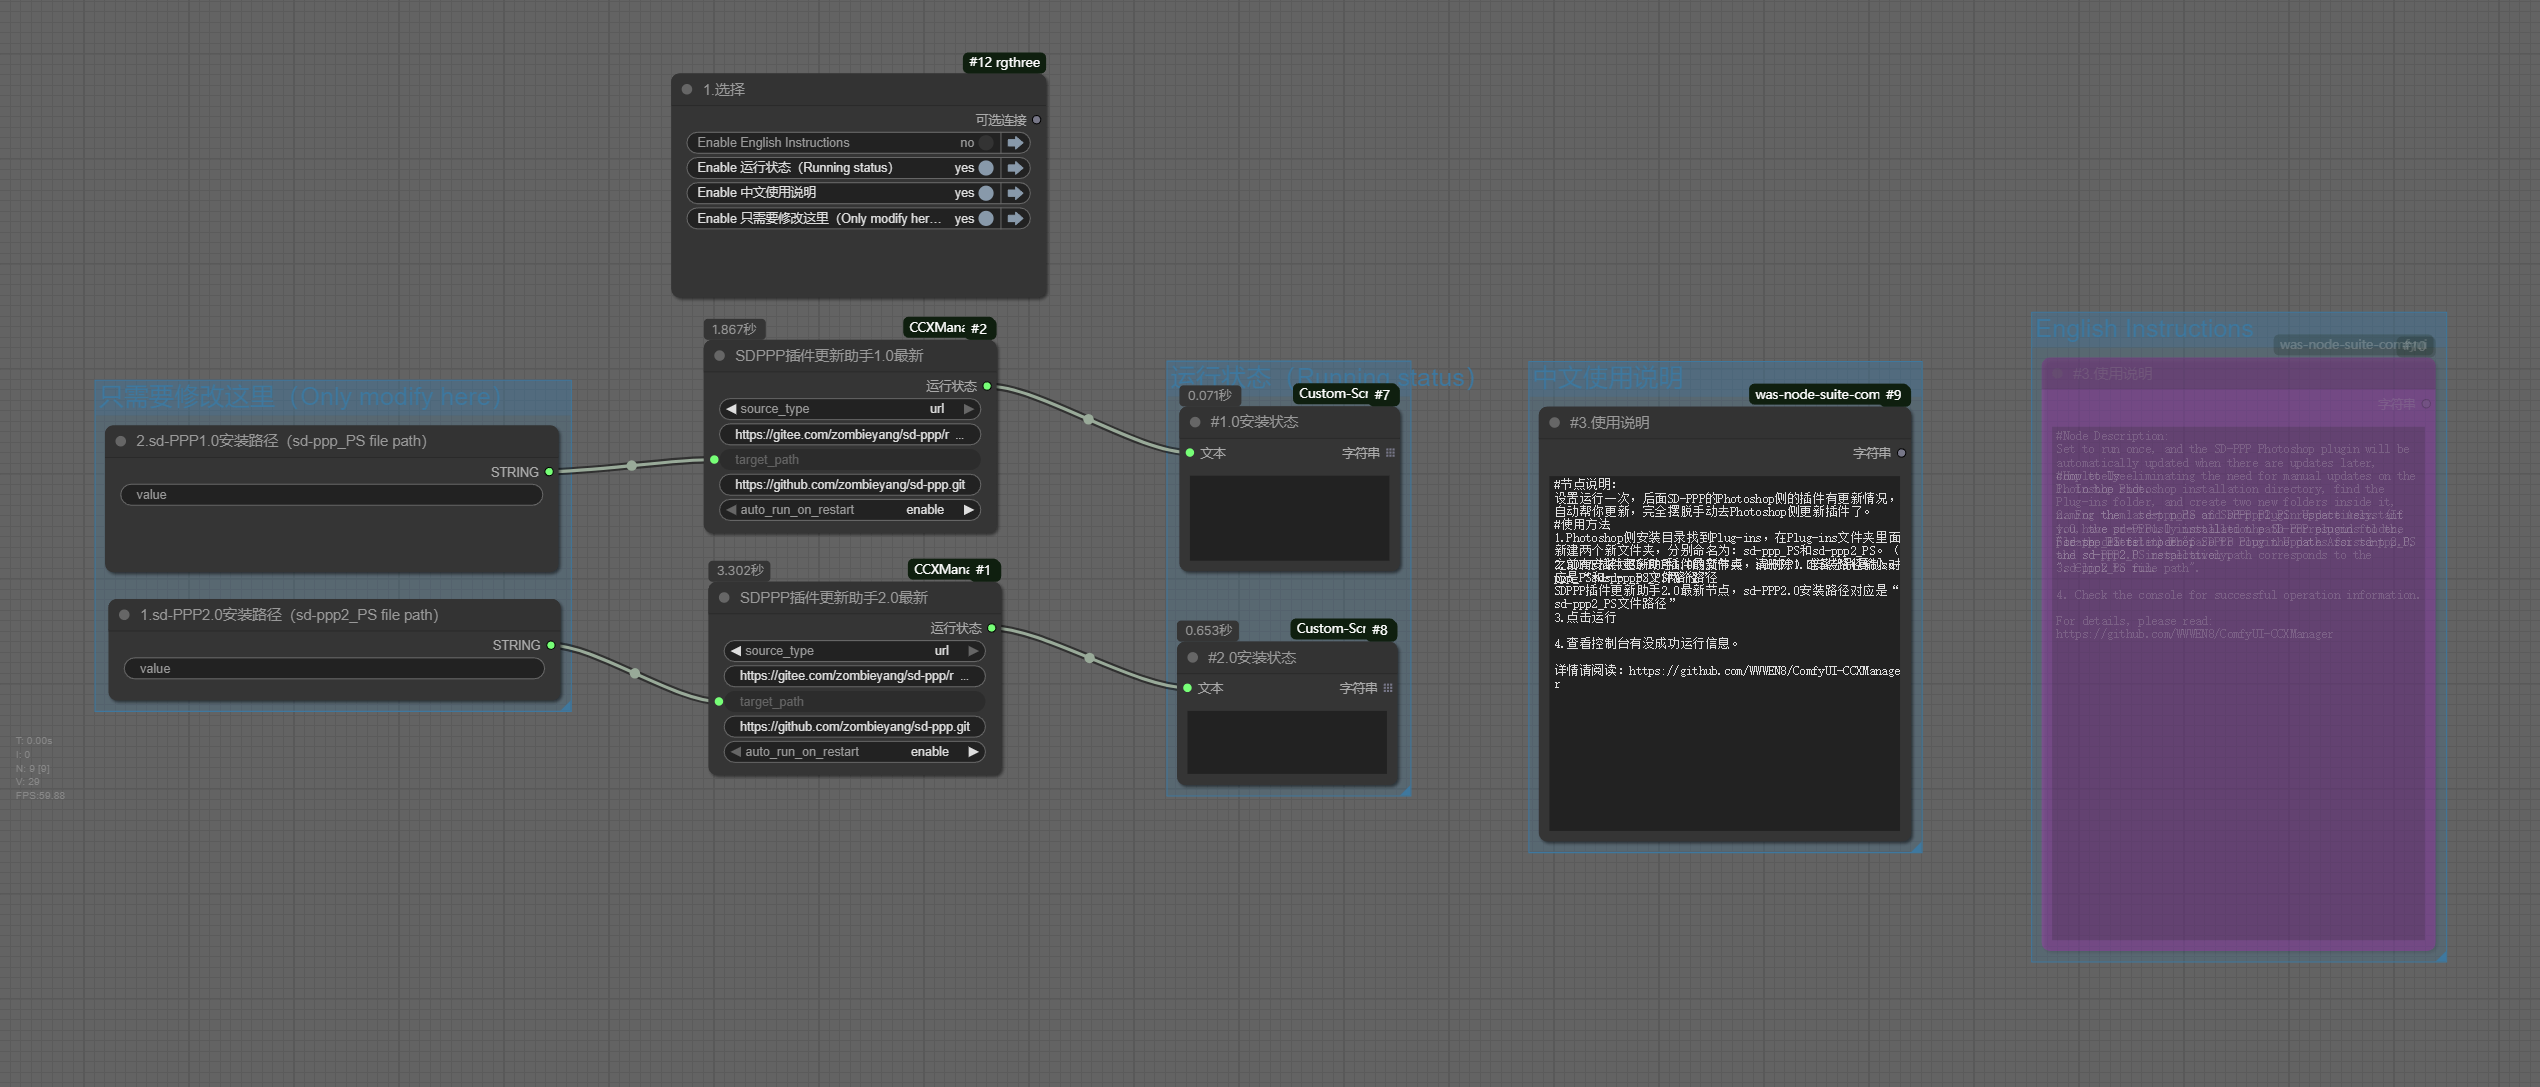 #12 rgthree
1.选择
可选连接
Enable English Instructions no
Enable 运行状态（Running status） yes
Enable 中文使用说明 yes
Enable 只需要修改这里（Only modify her... yes
只需要修改这里（Only modify here）
2.sd-PPP1.0安装路径（sd-ppp_PS file path）
STRING
value
1.sd-PPP2.0安装路径（sd-ppp2_PS file path）
STRING
value
1.867秒
CCXMana #2
SDPPP插件更新助手1.0最新
运行状态
source_type url
https://gitee.com/zombieyang/sd-ppp/r ...
target_path
https://github.com/zombieyang/sd-ppp.git
auto_run_on_restart enable
3.302秒
CCXMana #1
SDPPP插件更新助手2.0最新
运行状态
source_type url
https://gitee.com/zombieyang/sd-ppp/r ...
target_path
https://github.com/zombieyang/sd-ppp.git
auto_run_on_restart enable
运行状态（Running status）
0.071秒
Custom-Scr #7
#1.0安装状态
文本 字符串
0.653秒
Custom-Scr #8
#2.0安装状态
文本 字符串
中文使用说明
was-node-suite-com #9
#3.使用说明
字符串
#节点说明：
设置运行一次，后面SD-PPP的Photoshop侧的插件有更新情况，
自动帮你更新，完全摆脱手动去Photoshop侧更新插件了。
#使用方法
1.Photoshop侧安装目录找到Plug-ins，在Plug-ins文件夹里面
新建两个新文件夹，分别命名为：sd-ppp_PS和sd-ppp2_PS。（
SDPPP插件更新助手2.0最新节点，sd-PPP2.0安装路径对应是“
sd-ppp2_PS文件路径”
3.点击运行
4.查看控制台有没成功运行信息。
详情请阅读：https://github.com/WWWEN8/ComfyUI-CCXManage
r
English Instructions
was-node-suite-comfyui
#3.使用说明
字符串
#Node Description:
Set to run once, and the SD-PPP Photoshop plugin will be
automatically updated when there are updates later,
4. Check the console for successful operation information.
For details, please read:
https://github.com/WWWEN8/ComfyUI-CCXManager
T: 0.00s
I: 0
N: 9 [9]
V: 29
FPS:59.88